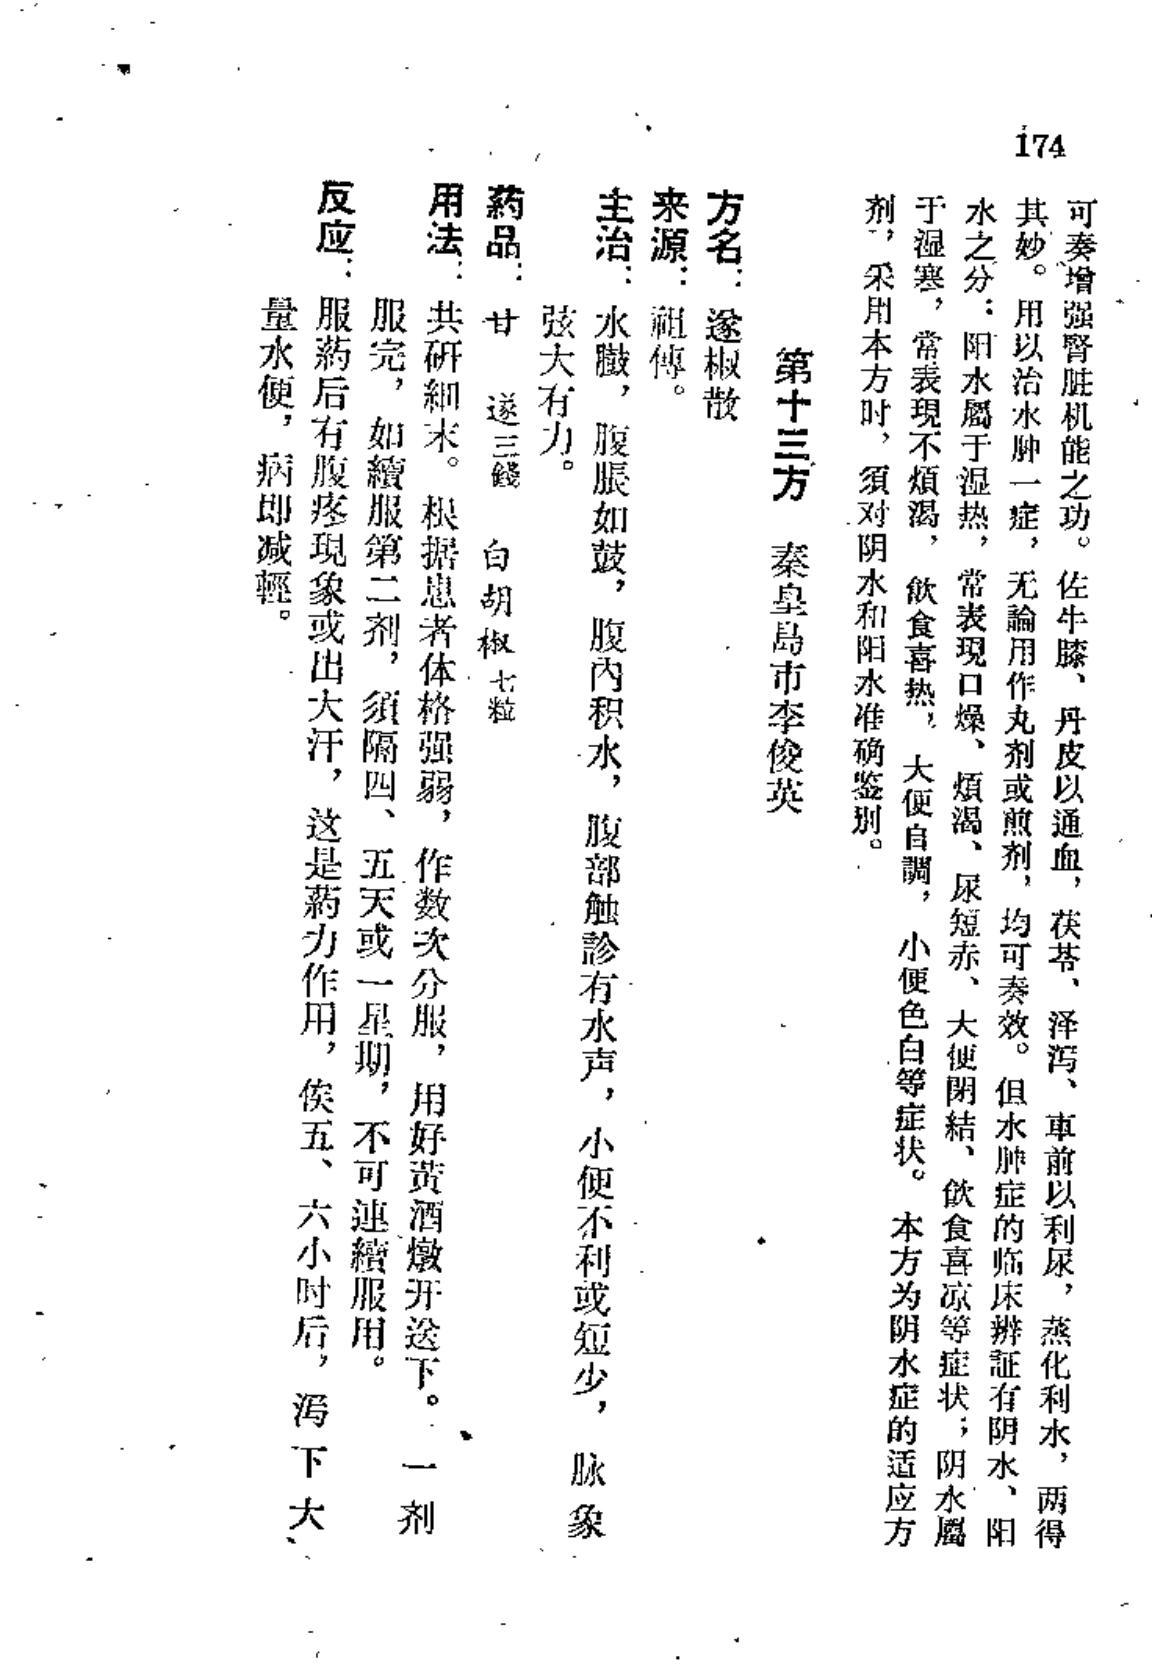 174
可奏增强腎脏机能之功。佐牛膝、丹皮以通血，茯苓、泽泻、車前以利尿，蒸化利水，两得
其妙。用以治水肿一症，无論用作丸剂或煎剂，均可奏效。但水肿症的临床辨証有阴水、阳
水之分：阳水屬于湿热，常表現口燥、煩渴、尿短赤、大便閉結、飲食喜凉等症状；阴水屬
于湿寒，常表現不煩渴，飲食喜热，大便自調，小便色白等症状。本方为阴水症的适应方
剂，采用本方时，須对阴水和阳水准确鉴别。
第十三方　秦皇島市李俊英
方名：遂椒散
来源：祖傳。
主治：水臌，腹脹如鼓，腹內积水，腹部触診有水声，小便不利或短少，脉象
弦大有力。
葯品：甘　遂三錢　白胡椒七粒
用法：共研細末。根据患者体格强弱，作数次分服，用好黃酒燉开送下。一剂
服完，如續服第二剂，須隔四、五天或一星期，不可連續服用。
反应：服葯后有腹疼現象或出大汗，这是葯力作用，俟五、六小时后，泻下大
量水便，病即减輕。